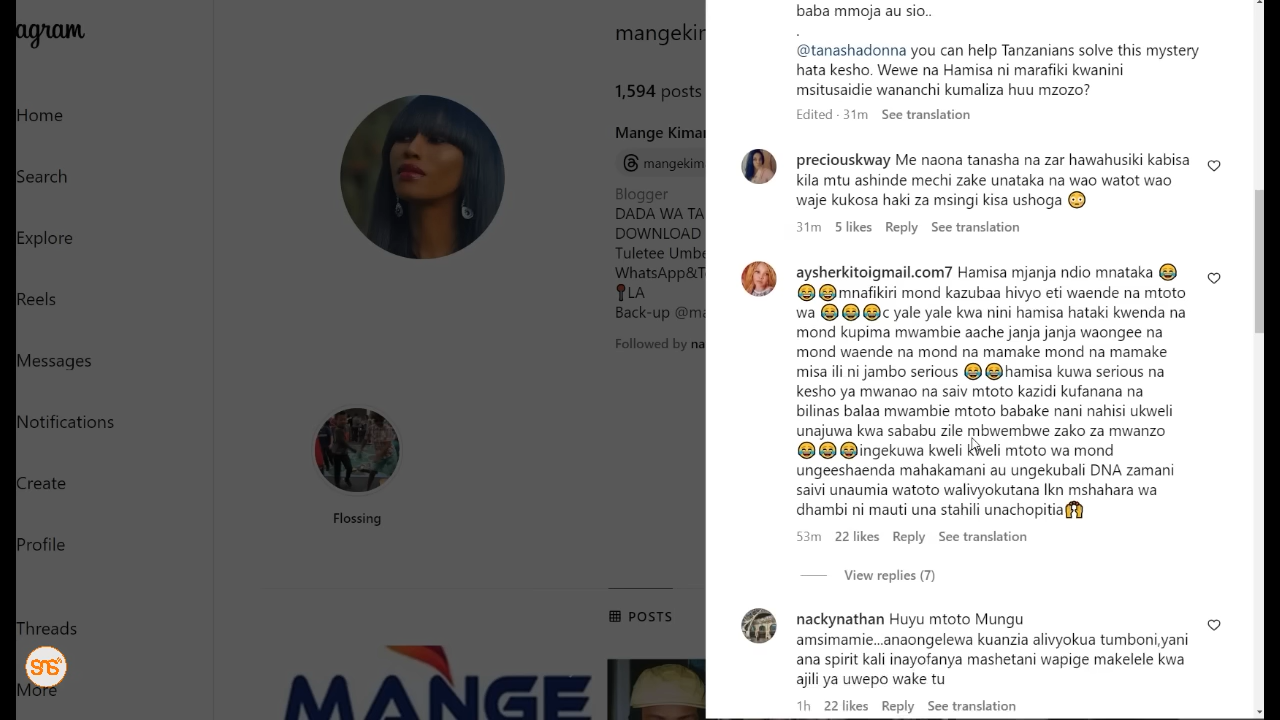 agram
Home
Search
Explore
Reels
Messages
Notifications
Create
Profile
Threads
More
SNS
mangekin
1,594 posts
Mange Kimar
mangekim
Blogger
DADA WA TA
DOWNLOAD
Tuletee Umbe
WhatsApp&T
LA
Back-up @ma
Followed by na
Flossing
POSTS
MANGE
baba mmoja au sio..
.
@tanashadonna you can help Tanzanians solve this mystery
hata kesho. Wewe na Hamisa ni marafiki kwanini
msitusaidie wananchi kumaliza huu mzozo?
Edited · 31m See translation
preciouskway Me naona tanasha na zar hawahusiki kabisa
kila mtu ashinde mechi zake unataka na wao watot wao
waje kukosa haki za msingi kisa ushoga 😳
31m 5 likes Reply See translation
aysherkitoigmail.com7 Hamisa mjanja ndio mnataka 😂
😂😂mnafikiri mond kazubaa hivyo eti waende na mtoto
wa 😂😂😂c yale yale kwa nini hamisa hataki kwenda na
mond kupima mwambie aache janja janja waongee na
mond waende na mond na mamake mond na mamake
misa ili ni jambo serious 😂😂hamisa kuwa serious na
kesho ya mwanao na saiv mtoto kazidi kufanana na
bilinas balaa mwambie mtoto babake nani nahisi ukweli
unajuwa kwa sababu zile mbwembwe zako za mwanzo
😂😂😂ingekuwa kweli kweli mtoto wa mond
ungeeshaenda mahakamani au ungekubali DNA zamani
saivi unaumia watoto walivyokutana lkn mshahara wa
dhambi ni mauti una stahili unachopitia🙌
53m 22 likes Reply See translation
View replies (7)
nackynathan Huyu mtoto Mungu
amsimamie...anaongelewa kuanzia alivyokua tumboni,yani
ana spirit kali inayofanya mashetani wapige makelele kwa
ajili ya uwepo wake tu
1h 22 likes Reply See translation